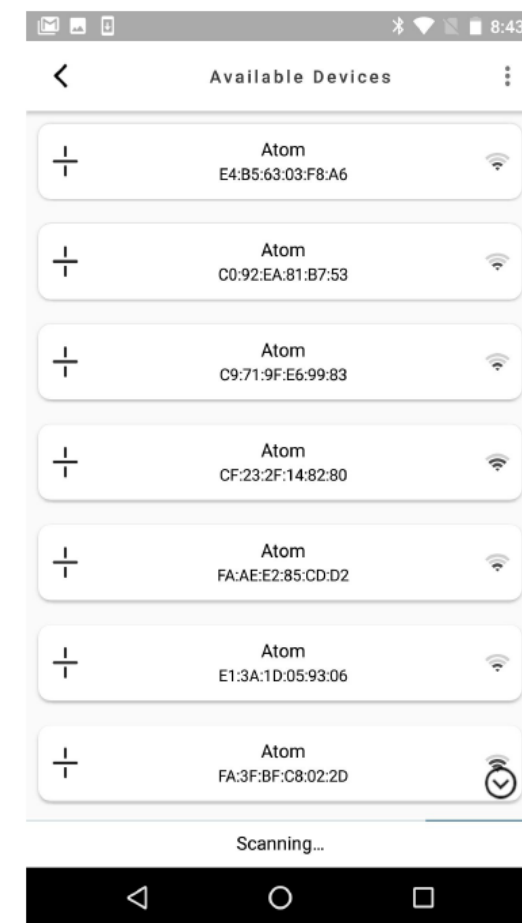 8:43
Available Devices
Atom
E4:B5:63:03:F8:A6
Atom
C0:92:EA:81:B7:53
Atom
C9:71:9F:E6:99:83
Atom
CF:23:2F:14:82:80
Atom
FA:AE:E2:85:CD:D2
Atom
E1:3A:1D:05:93:06
Atom
FA:3F:BF:C8:02:2D
Scanning...